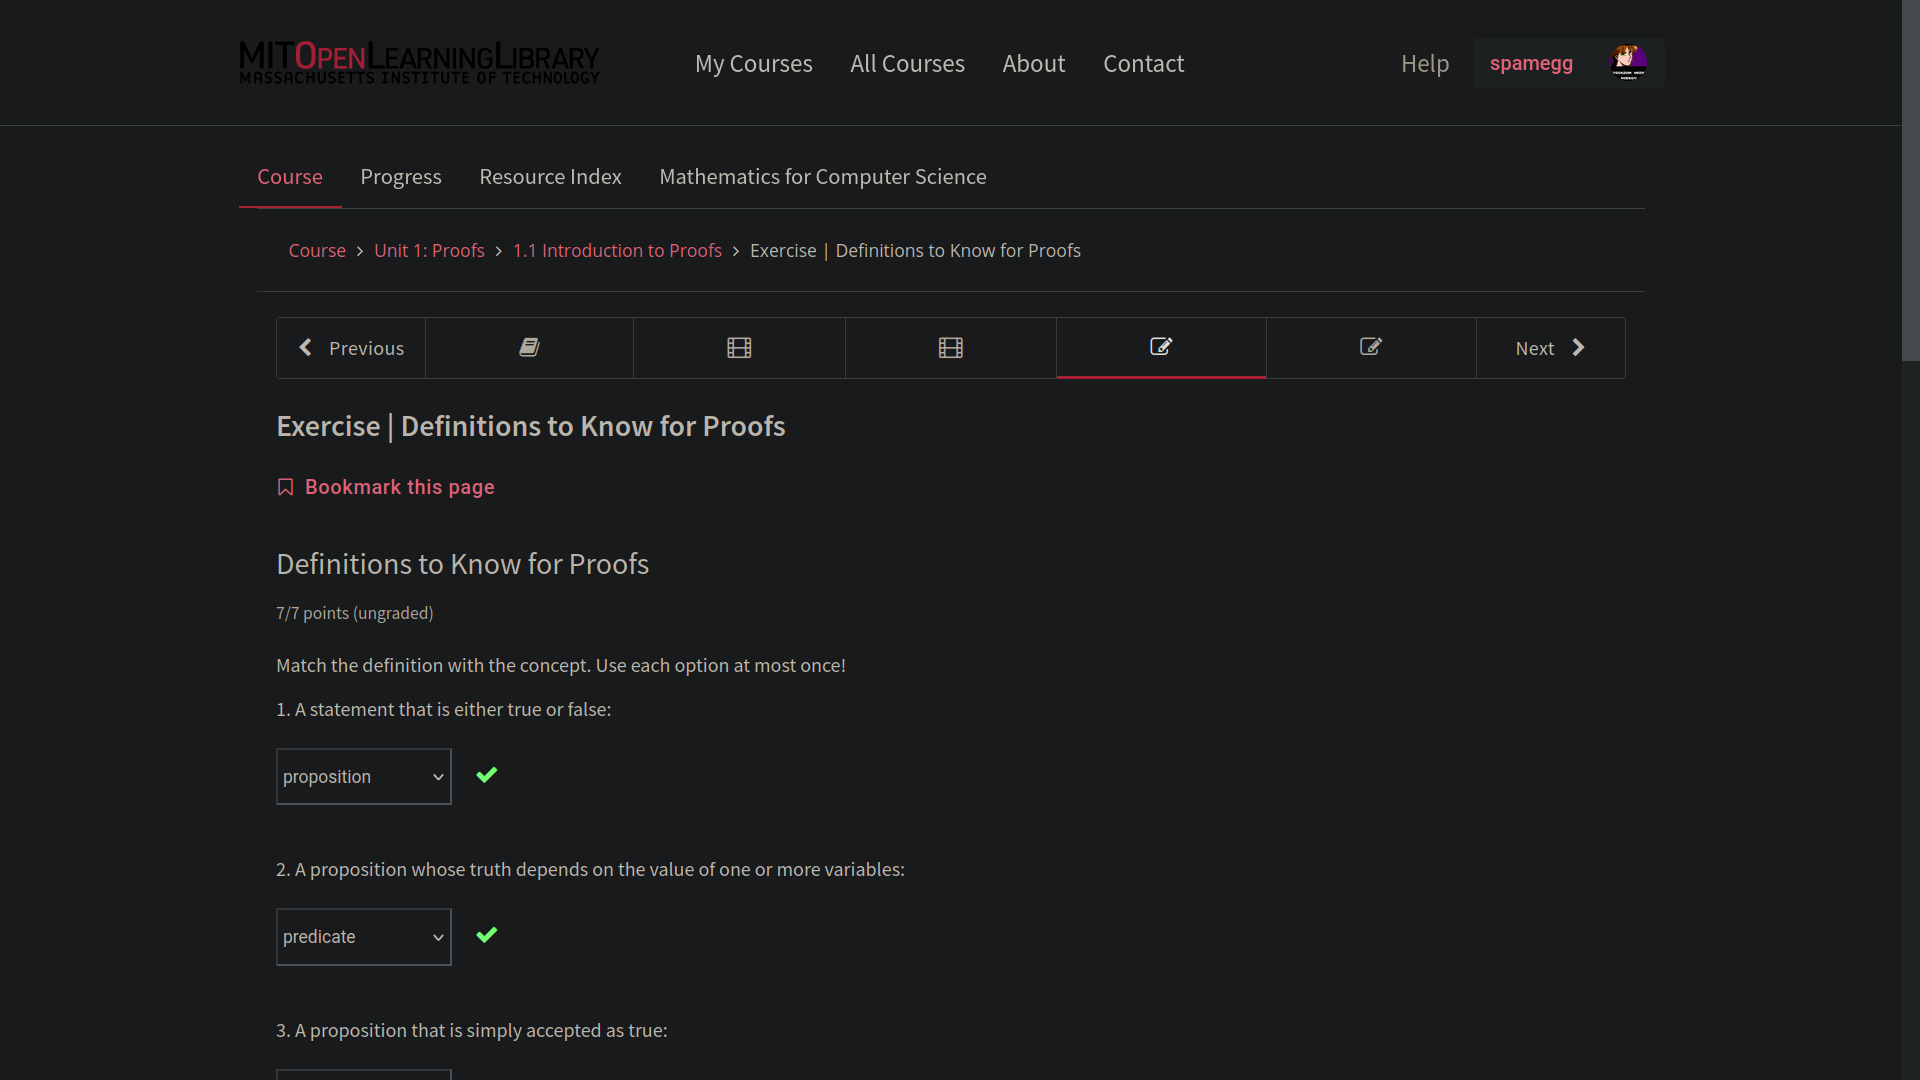 MITOPENLEARNINGLIBRARY
MASSACHUSETTS INSTITUTE OF TECHNOLOGY
My Courses
All Courses
About
Contact
Help
spamegg
Course
Progress
Resource Index
Mathematics for Computer Science
Course > Unit 1: Proofs > 1.1 Introduction to Proofs > Exercise | Definitions to Know for Proofs
Previous
Next
Exercise | Definitions to Know for Proofs
Bookmark this page
Definitions to Know for Proofs
7/7 points (ungraded)
Match the definition with the concept. Use each option at most once!
1. A statement that is either true or false:
proposition
2. A proposition whose truth depends on the value of one or more variables:
predicate
3. A proposition that is simply accepted as true: